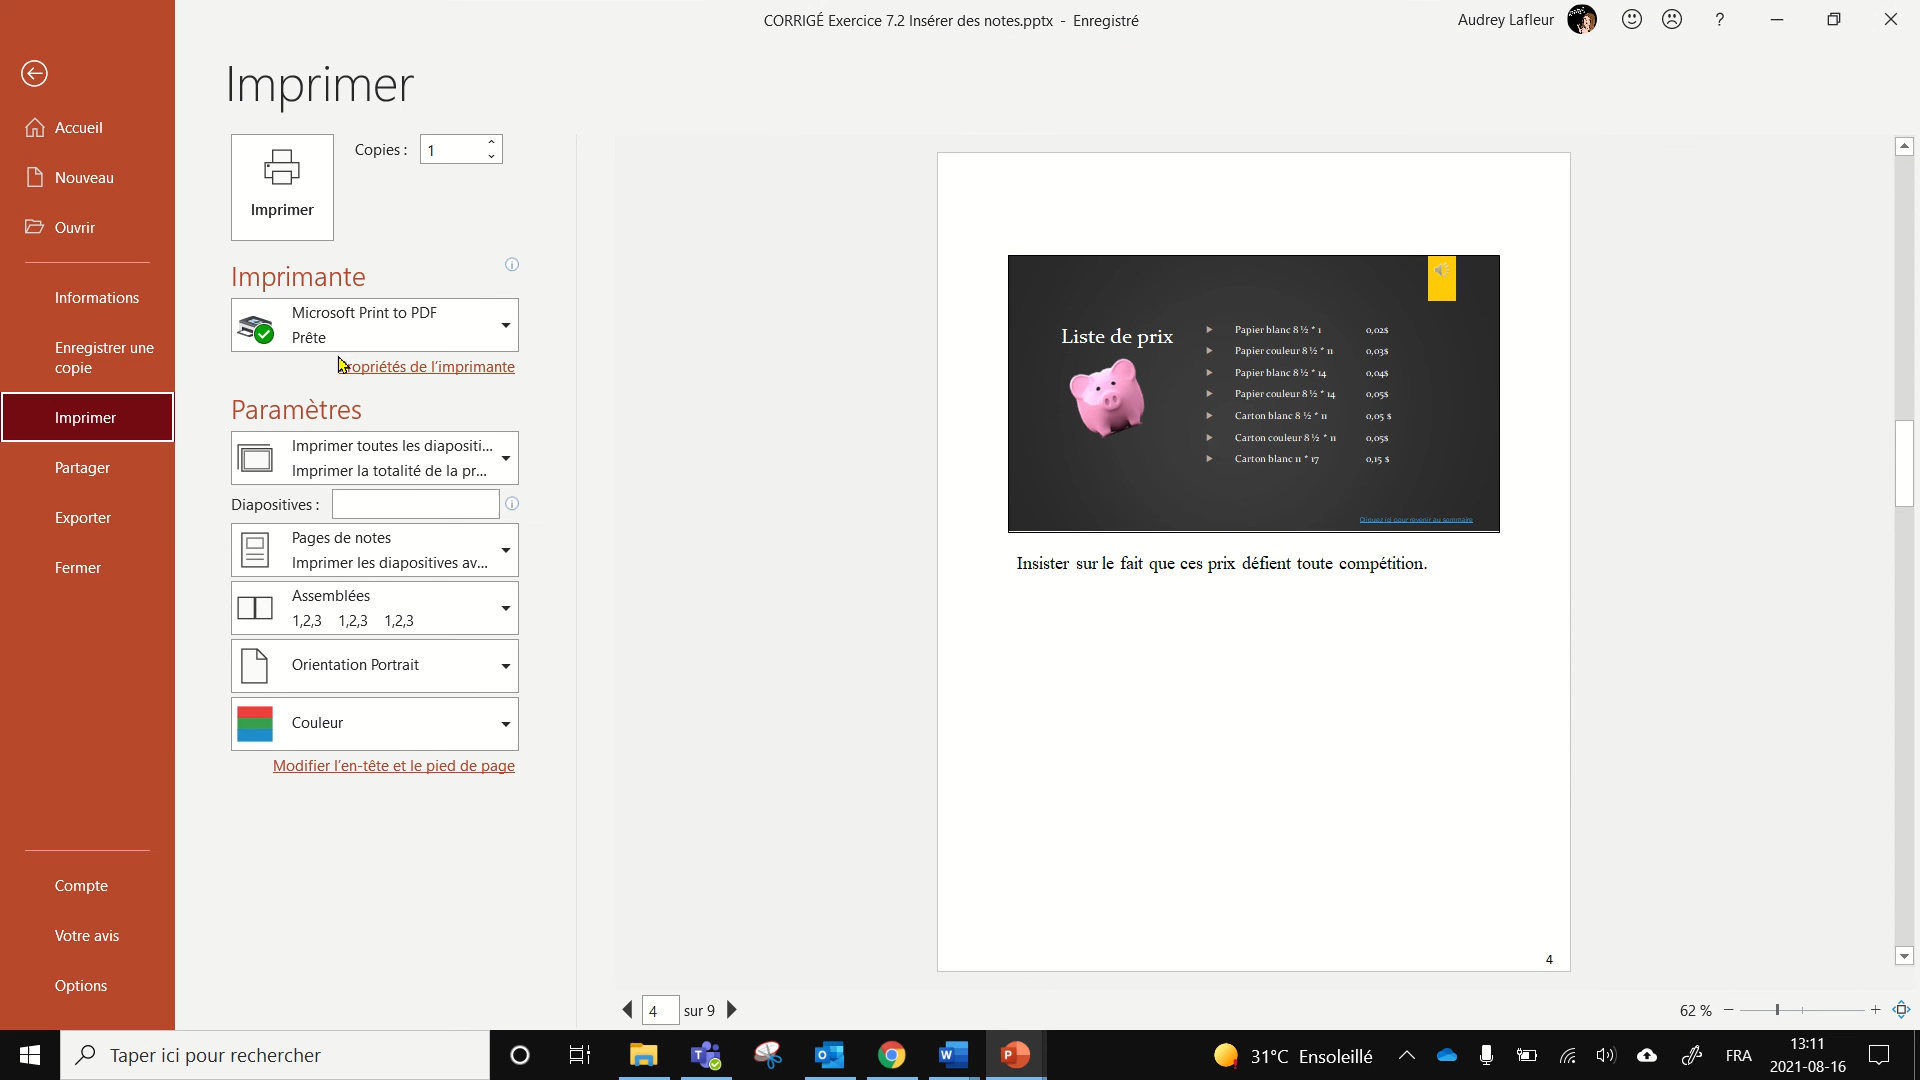 CORRIGÉ Exercice 7.2 Insérer des notes.pptx - Enregistré
Audrey Lafleur
?
Imprimer
Accueil
Nouveau
Ouvrir
Informations
Enregistrer une
copie
Imprimer
Partager
Exporter
Fermer
Compte
Votre avis
Options
Imprimer
Copies : 1
Imprimante
Microsoft Print to PDF
Prête
ropriétés de l'imprimante
Paramètres
Imprimer toutes les diapositi...
Imprimer la totalité de la pr...
Diapositives :
Pages de notes
Imprimer les diapositives av...
Assemblées
1,2,3 1,2,3 1,2,3
Orientation Portrait
Couleur
Modifier l'en-tête et le pied de page
Liste de prix
Papier blanc 8 ½ * 1 0,02$
Papier couleur 8 ½ * 11 0,03$
Papier blanc 8 ½ * 14 0,04$
Papier couleur 8 ½ * 14 0,05$
Carton blanc 8 ½ * 11 0,05 $
Carton couleur 8 ½ * 11 0,05$
Carton blanc 11 * 17 0,15 $
Cliquez ici pour revenir au sommaire
Insister sur le fait que ces prix défient toute compétition.
4
4 sur 9
62 %
Taper ici pour rechercher
31°C Ensoleillé
FRA
13:11
2021-08-16